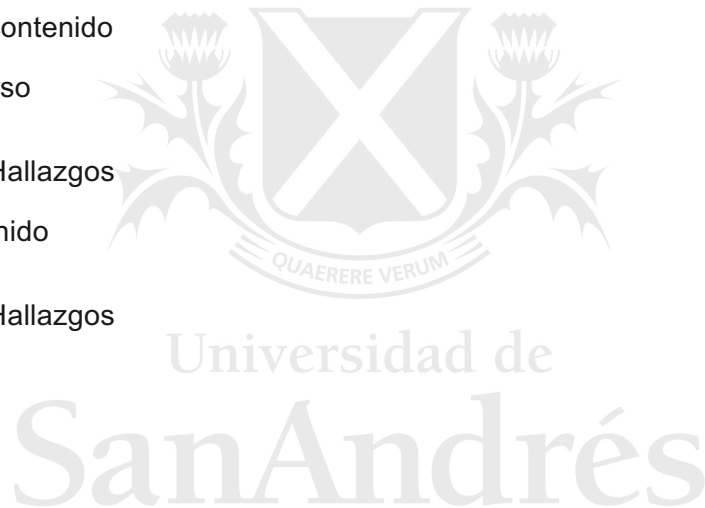 ontenido
so
Hallazgos
nido
Hallazgos
QUAERERE VERUM
Universidad de
SanAndrés